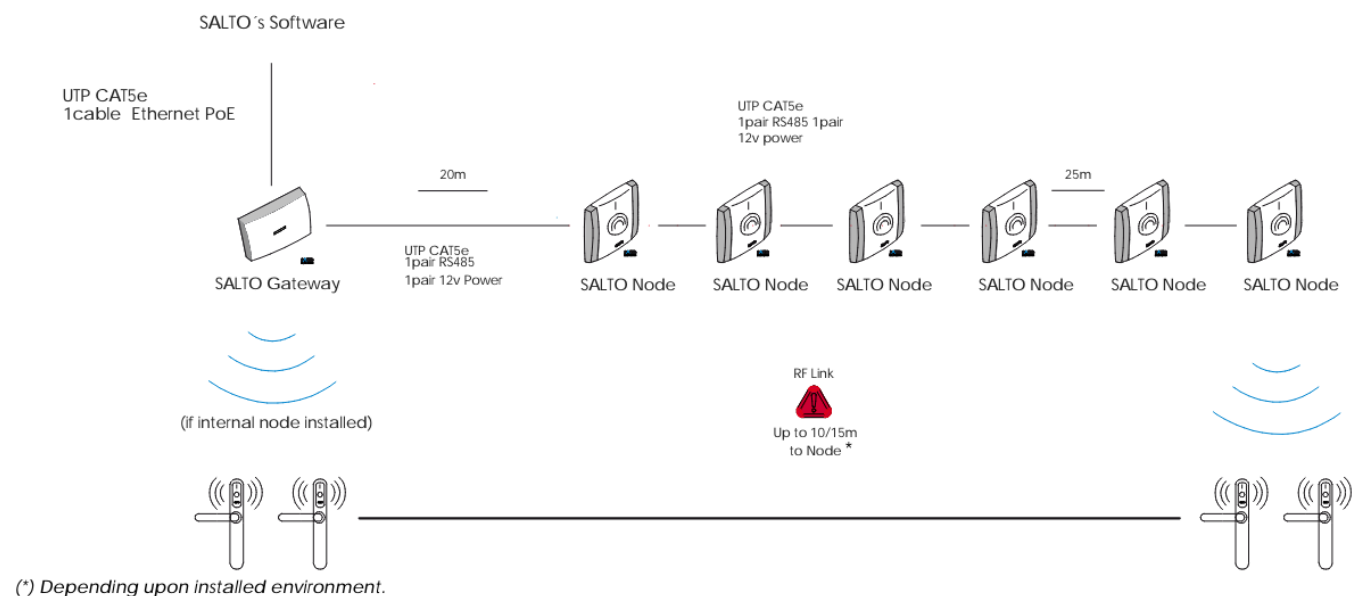 SALTO´s Software
UTP CAT5e
1cable Ethernet PoE
UTP CAT5e
1pair RS485 1pair
12v power
20m
25m
UTP CAT5e
1pair RS485
1pair 12v Power
SALTO Gateway
SALTO Node
SALTO Node
SALTO Node
SALTO Node
SALTO Node
SALTO Node
(if internal node installed)
RF Link
Up to 10/15m
to Node *
(*) Depending upon installed environment.